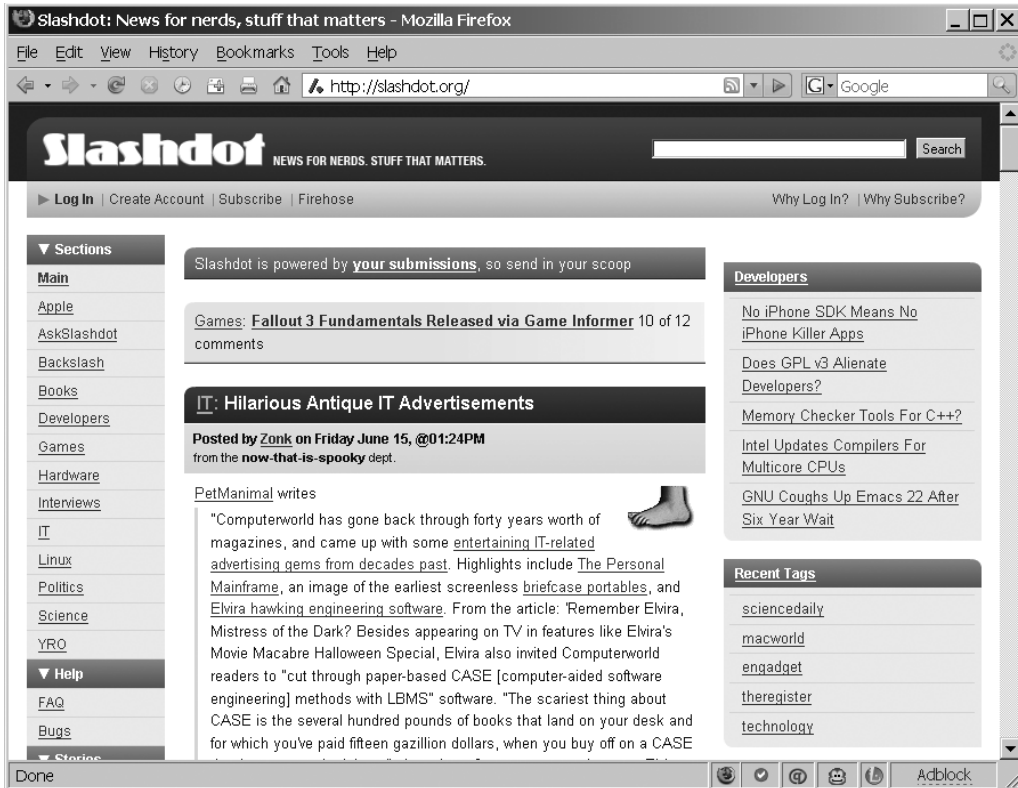 Slashdot: News for nerds, stuff that matters - Mozilla Firefox
File Edit View History Bookmarks Tools Help
http://slashdot.org/
G Google
Slashdot NEWS FOR NERDS. STUFF THAT MATTERS.
Search
Log In | Create Account | Subscribe | Firehose
Why Log In? | Why Subscribe?
▼ Sections
Main
Apple
AskSlashdot
Backslash
Books
Developers
Games
Hardware
Interviews
IT
Linux
Politics
Science
YRO
▼ Help
FAQ
Bugs
▼ Stories
Slashdot is powered by your submissions, so send in your scoop
Games: Fallout 3 Fundamentals Released via Game Informer 10 of 12
comments
IT: Hilarious Antique IT Advertisements
Posted by Zonk on Friday June 15, @01:24PM
from the now-that-is-spooky dept.
PetManimal writes
"Computerworld has gone back through forty years worth of
magazines, and came up with some entertaining IT-related
advertising gems from decades past. Highlights include The Personal
Mainframe, an image of the earliest screenless briefcase portables, and
Elvira hawking engineering software. From the article: 'Remember Elvira,
Mistress of the Dark? Besides appearing on TV in features like Elvira's
Movie Macabre Halloween Special, Elvira also invited Computerworld
readers to "cut through paper-based CASE [computer-aided software
engineering] methods with LBMS" software. "The scariest thing about
CASE is the several hundred pounds of books that land on your desk and
for which you've paid fifteen gazillion dollars, when you buy off on a CASE
Developers
No iPhone SDK Means No
iPhone Killer Apps
Does GPL v3 Alienate
Developers?
Memory Checker Tools For C++?
Intel Updates Compilers For
Multicore CPUs
GNU Coughs Up Emacs 22 After
Six Year Wait
Recent Tags
sciencedaily
macworld
engadget
theregister
technology
Done
Adblock